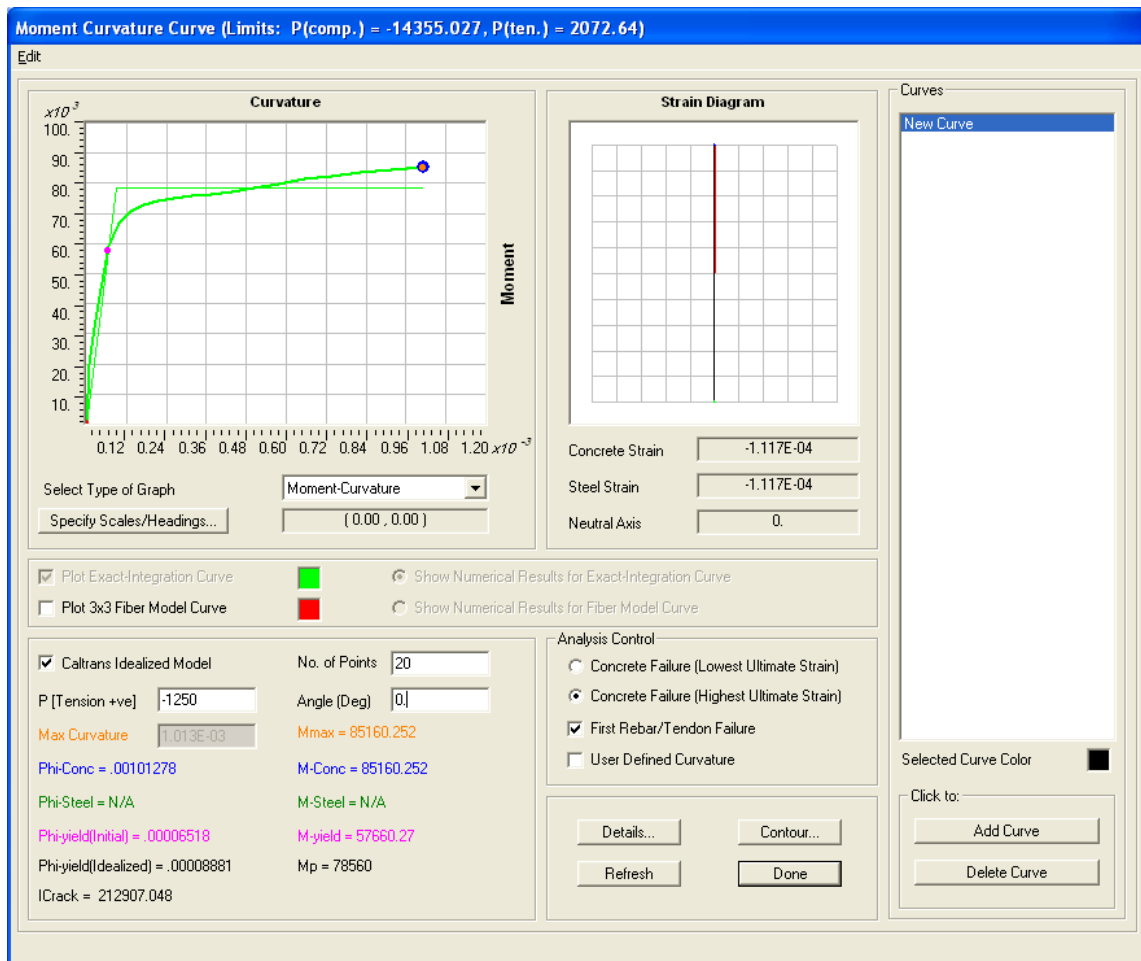 Moment Curvature Curve (Limits:  P(comp.) = -14355.027, P(ten.) = 2072.64)
Edit
Curvature
x10 3
100.
90.
80.
70.
60.
50.
40.
30.
20.
10.
0.12 0.24 0.36 0.48 0.60 0.72 0.84 0.96 1.08 1.20 x10 -3
Moment
Select Type of Graph
Moment-Curvature
Specify Scales/Headings...
( 0.00 , 0.00 )
Strain Diagram
Concrete Strain
-1.117E-04
Steel Strain
-1.117E-04
Neutral Axis
0.
Plot Exact-Integration Curve
Show Numerical Results for Exact-Integration Curve
Plot 3x3 Fiber Model Curve
Show Numerical Results for Fiber Model Curve
Caltrans Idealized Model
No. of Points
20
P [Tension +ve]
-1250
Angle (Deg)
0.
Max Curvature
1.013E-03
Mmax = 85160.252
Phi-Conc = .00101278
M-Conc = 85160.252
Phi-Steel = N/A
M-Steel = N/A
Phi-yield(Initial) = .00006518
M-yield = 57660.27
Phi-yield(Idealized) = .00008881
Mp = 78560
ICrack =  212907.048
Analysis Control
Concrete Failure (Lowest Ultimate Strain)
Concrete Failure (Highest Ultimate Strain)
First Rebar/Tendon Failure
User Defined Curvature
Details...
Contour...
Refresh
Done
Curves
New Curve
Selected Curve Color
Click to:
Add Curve
Delete Curve